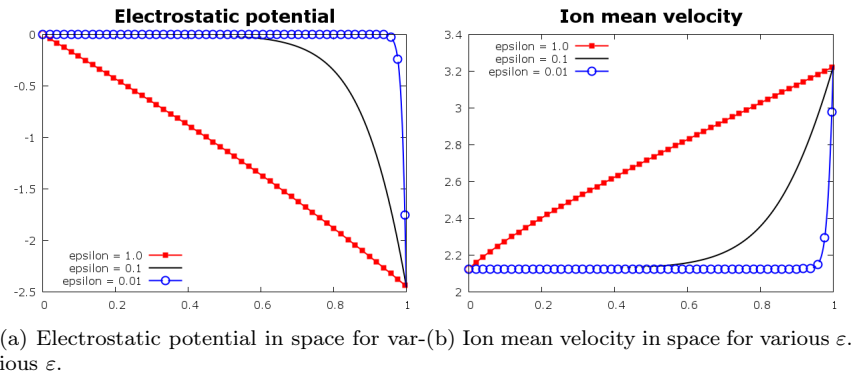 Electrostatic potential
0
-0.5
-1
-1.5
-2
-2.5
0 0.2 0.4 0.6 0.8 1
epsilon = 1.0
epsilon = 0.1
epsilon = 0.01
Ion mean velocity
3.4
3.2
3
2.8
2.6
2.4
2.2
2
0 0.2 0.4 0.6 0.8 1
epsilon = 1.0
epsilon = 0.1
epsilon = 0.01
(a) Electrostatic potential in space for var-
ious ε.
(b) Ion mean velocity in space for various ε.